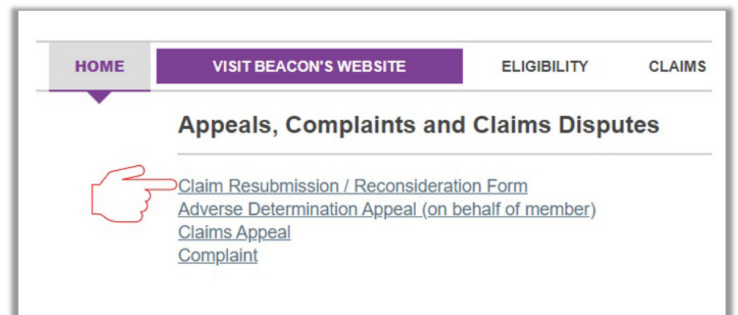 HOME VISIT BEACON'S WEBSITE ELIGIBILITY CLAIMS
Appeals, Complaints and Claims Disputes
Claim Resubmission / Reconsideration Form
Adverse Determination Appeal (on behalf of member)
Claims Appeal
Complaint